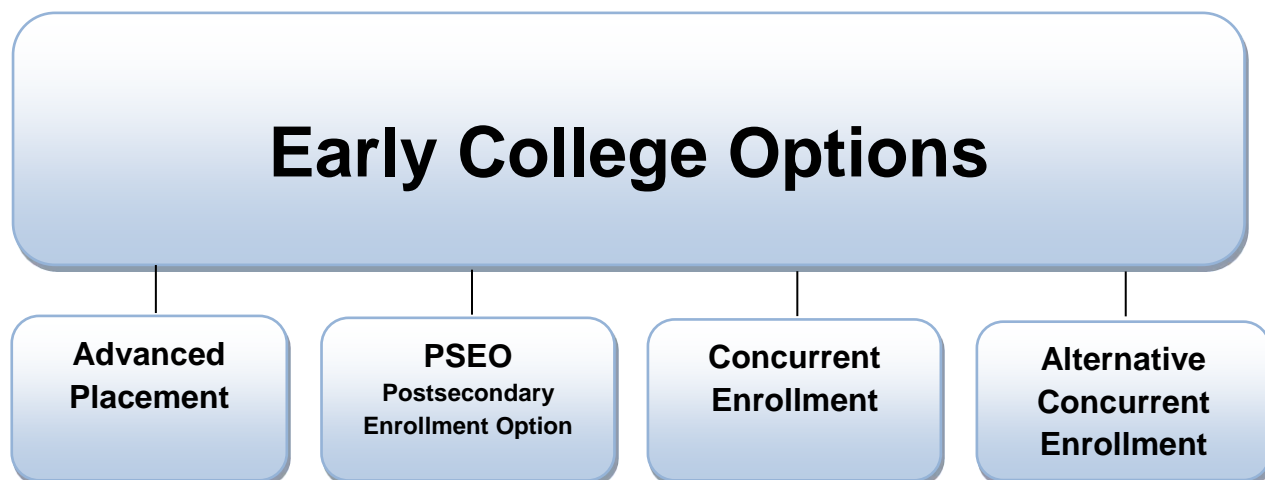 Early College Options
Advanced
Placement
PSEO
Postsecondary
Enrollment Option
Concurrent
Enrollment
Alternative
Concurrent
Enrollment